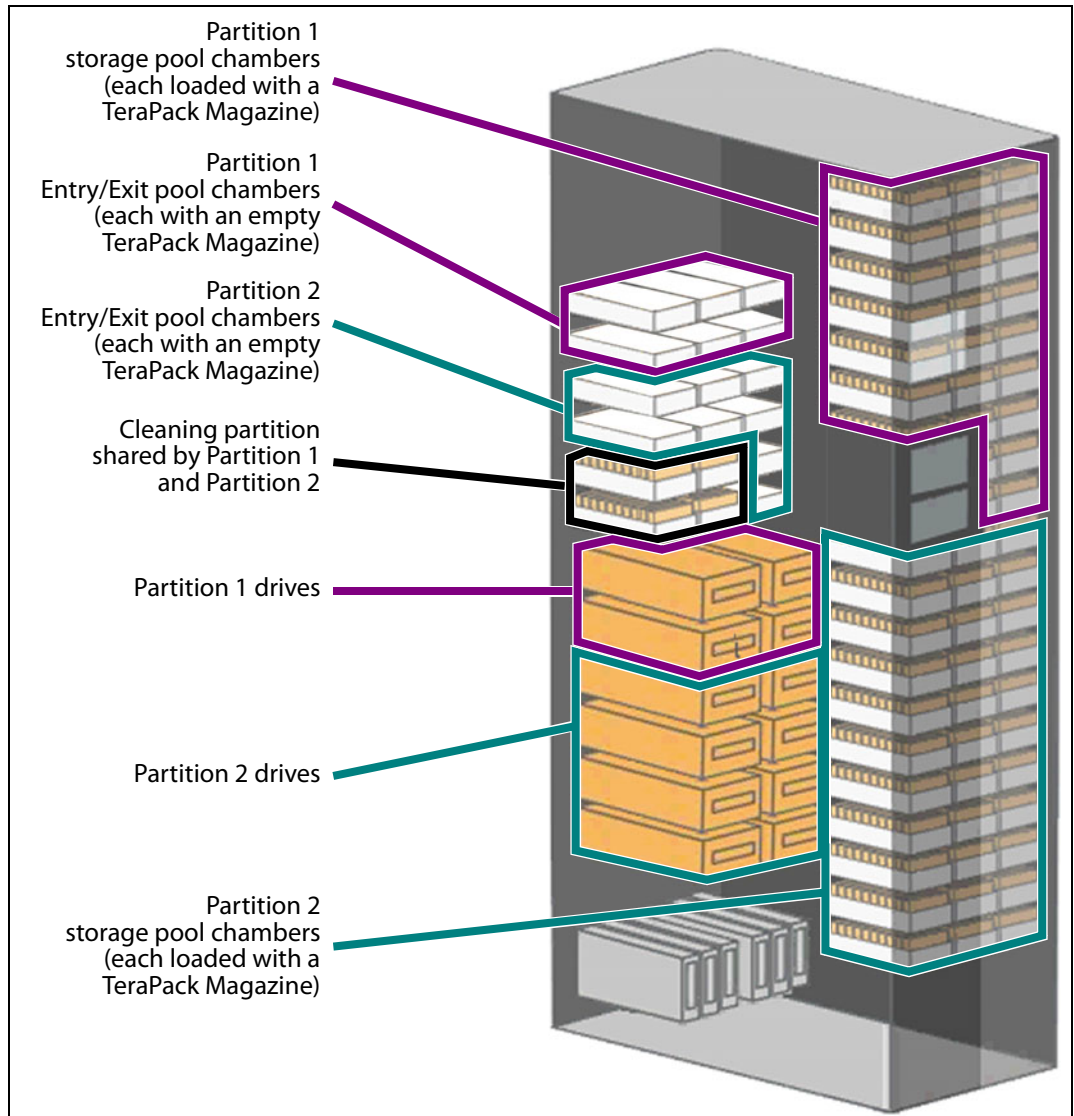 Partition 1
storage pool chambers
(each loaded with a
TeraPack Magazine)
Partition 1
Entry/Exit pool chambers
(each with an empty
TeraPack Magazine)
Partition 2
Entry/Exit pool chambers
(each with an empty
TeraPack Magazine)
Cleaning partition
shared by Partition 1
and Partition 2
Partition 1 drives
Partition 2 drives
Partition 2
storage pool chambers
(each loaded with a
TeraPack Magazine)